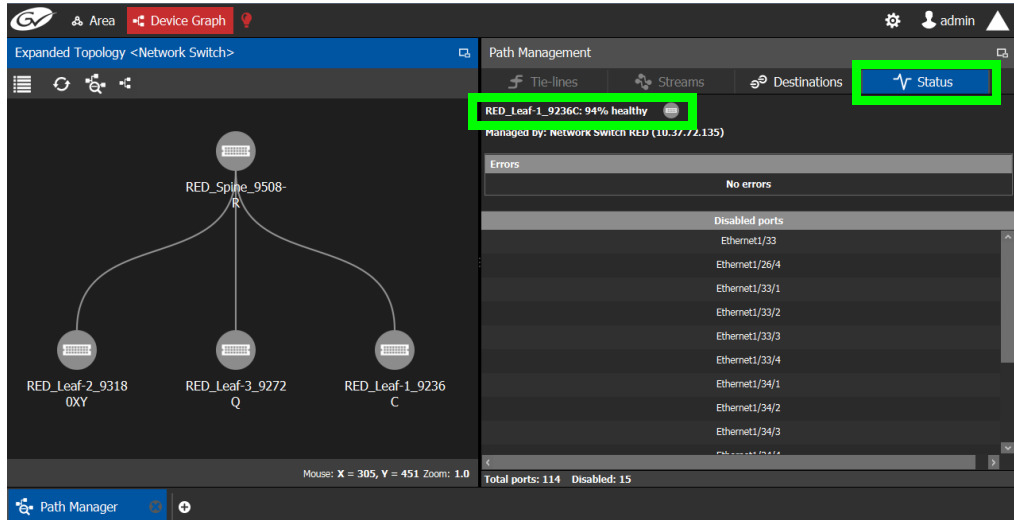 GV Area Device Graph admin
Expanded Topology <Network Switch>
RED_Spine_9508-
R
RED_Leaf-2_9318
0XY
RED_Leaf-3_9272
Q
RED_Leaf-1_9236
C
Mouse: X = 305, Y = 451 Zoom: 1.0
Path Management
Tie-lines Streams Destinations Status
RED_Leaf-1_9236C: 94% healthy
Managed by: Network Switch RED (10.37.72.135)
Errors
No errors
Disabled ports
Ethernet1/33
Ethernet1/26/4
Ethernet1/33/1
Ethernet1/33/2
Ethernet1/33/3
Ethernet1/33/4
Ethernet1/34/1
Ethernet1/34/2
Ethernet1/34/3
Ethernet1/34/4
Total ports: 114 Disabled: 15
Path Manager